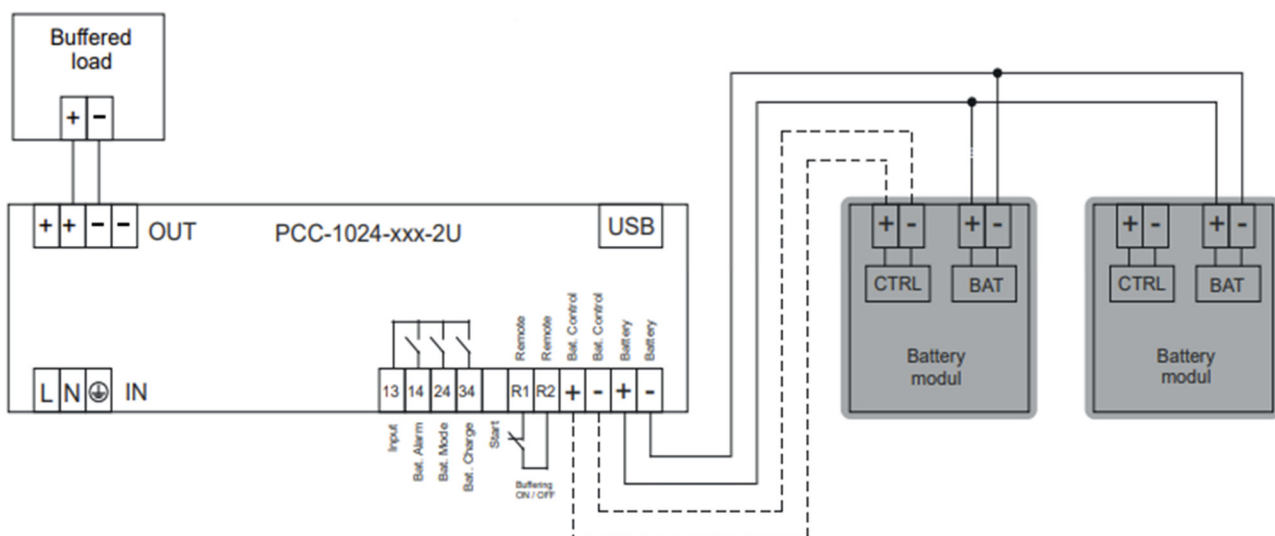 Buffered
load
+ -
+ + - - OUT
PCC-1024-xxx-2U
USB
L N IN
Remote
Remote
Bat. Control
Bat. Control
Battery
Battery
13 14 24 34 R1 R2 + - + -
Input
Bat. Alarm
Bat. Mode
Bat. Charge
Start
Buffering
ON / OFF
+ - + -
CTRL BAT
Battery
modul
+ - + -
CTRL BAT
Battery
modul